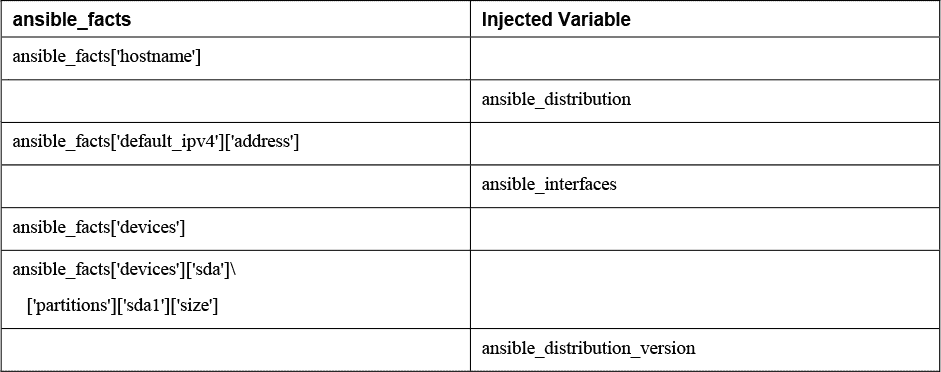 ansible_facts Injected Variable
ansible_facts['hostname']
ansible_distribution
ansible_facts['default_ipv4']['address']
ansible_interfaces
ansible_facts['devices']
ansible_facts['devices']['sda']\
['partitions']['sda1']['size']
ansible_distribution_version